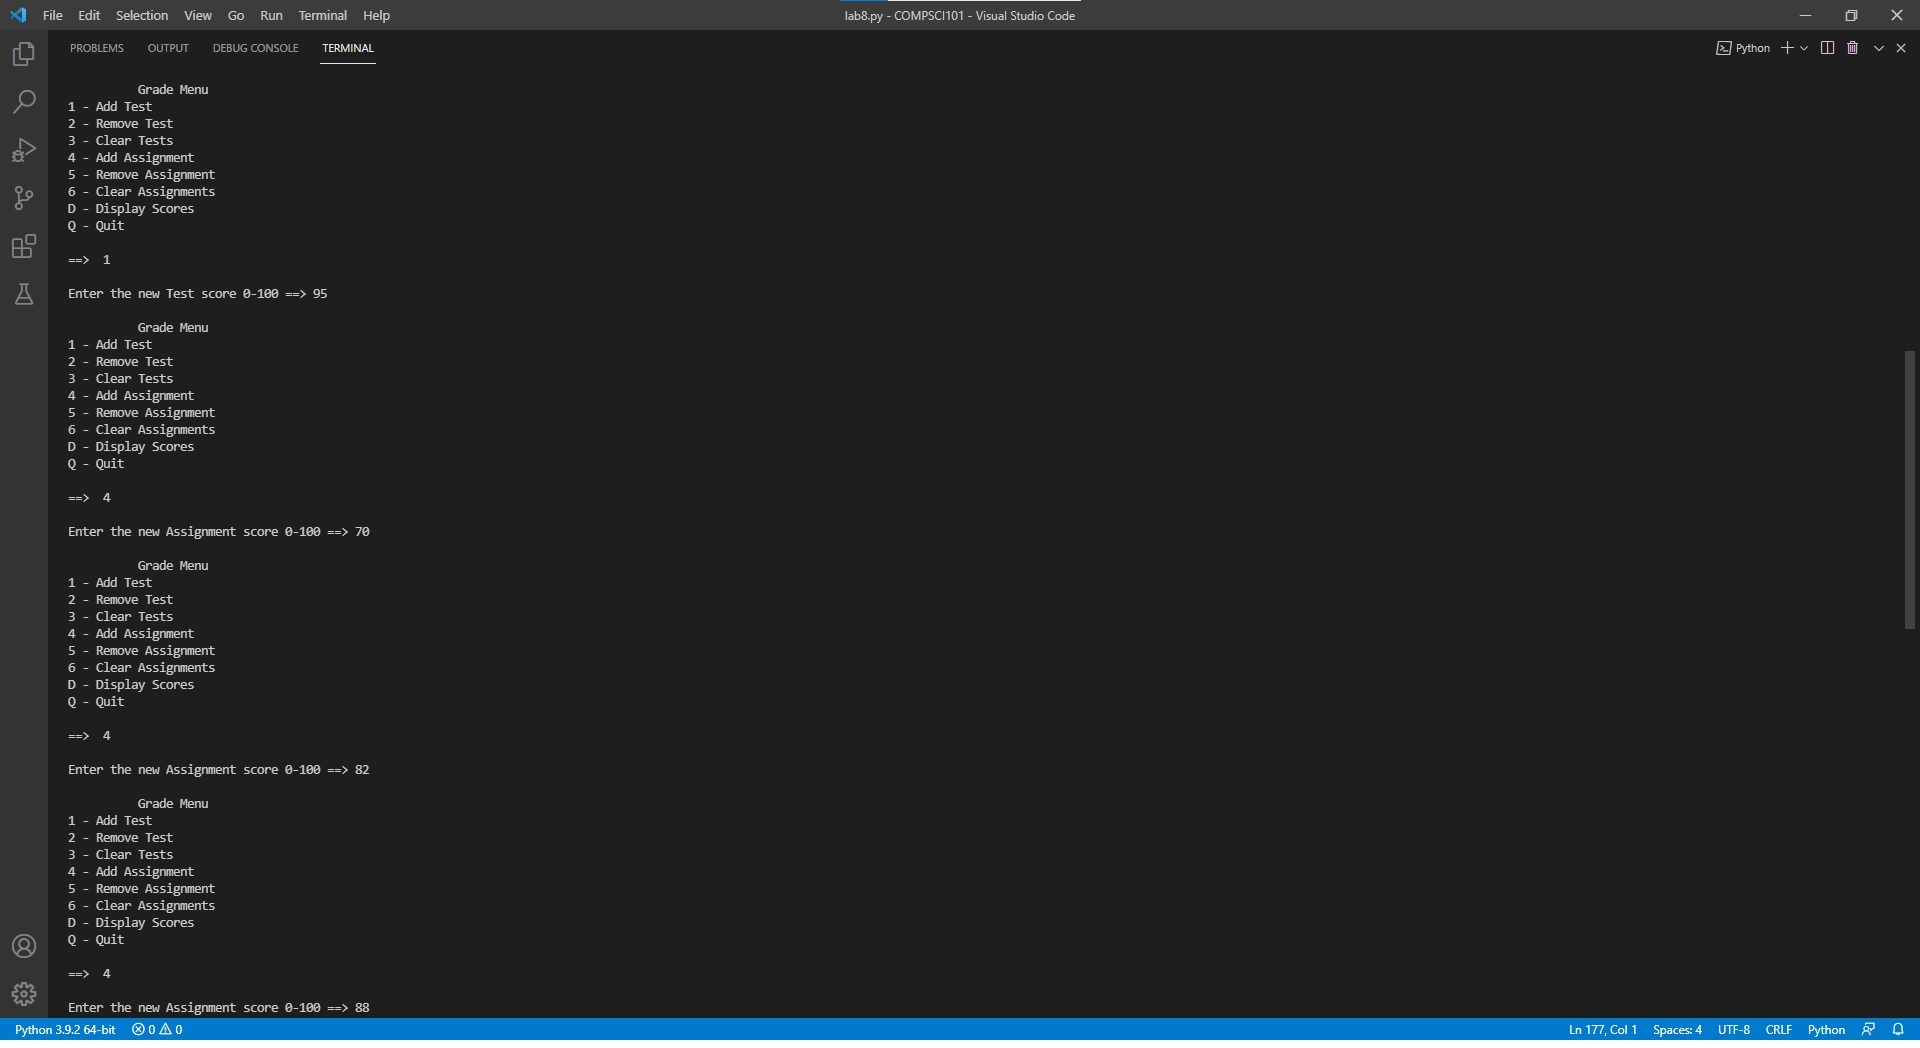 File Edit Selection View Go Run Terminal Help
lab8.py - COMPSCI101 - Visual Studio Code
PROBLEMS OUTPUT DEBUG CONSOLE TERMINAL
Python
Grade Menu
1 - Add Test
2 - Remove Test
3 - Clear Tests
4 - Add Assignment
5 - Remove Assignment
6 - Clear Assignments
D - Display Scores
Q - Quit
==>  1
Enter the new Test score 0-100 ==> 95
Grade Menu
1 - Add Test
2 - Remove Test
3 - Clear Tests
4 - Add Assignment
5 - Remove Assignment
6 - Clear Assignments
D - Display Scores
Q - Quit
==>  4
Enter the new Assignment score 0-100 ==> 70
Grade Menu
1 - Add Test
2 - Remove Test
3 - Clear Tests
4 - Add Assignment
5 - Remove Assignment
6 - Clear Assignments
D - Display Scores
Q - Quit
==>  4
Enter the new Assignment score 0-100 ==> 82
Grade Menu
1 - Add Test
2 - Remove Test
3 - Clear Tests
4 - Add Assignment
5 - Remove Assignment
6 - Clear Assignments
D - Display Scores
Q - Quit
==>  4
Enter the new Assignment score 0-100 ==> 88
Python 3.9.2 64-bit 0 0 Ln 177, Col 1 Spaces: 4 UTF-8 CRLF Python